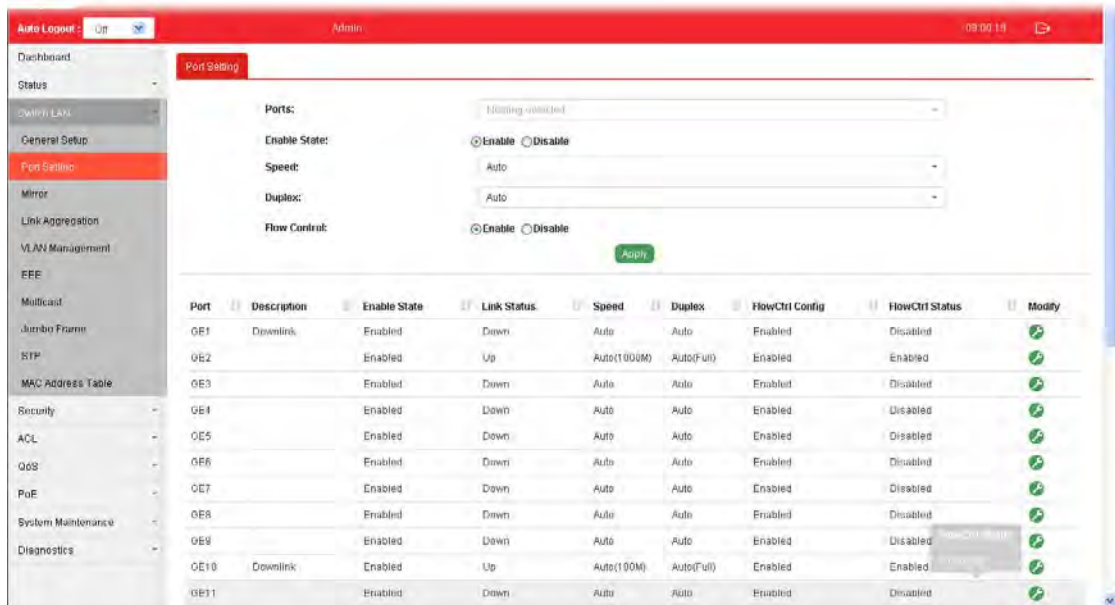 Auto Logout : Off Admin 09:00:19
Dashboard
Status
Switch LAN
General Setup
Port Setting
Mirror
Link Aggregation
VLAN Management
EEE
Multicast
Jumbo Frame
STP
MAC Address Table
Security
ACL
QoS
PoE
System Maintenance
Diagnostics
Port Setting
Ports: Nothing selected
Enable State: Enable Disable
Speed: Auto
Duplex: Auto
Flow Control: Enable Disable
Apply
Port Description Enable State Link Status Speed Duplex FlowCtrl Config FlowCtrl Status Modify
GE1 Downlink Enabled Down Auto Auto Enabled Disabled
GE2 Enabled Up Auto(1000M) Auto(Full) Enabled Enabled
GE3 Enabled Down Auto Auto Enabled Disabled
GE4 Enabled Down Auto Auto Enabled Disabled
GE5 Enabled Down Auto Auto Enabled Disabled
GE6 Enabled Down Auto Auto Enabled Disabled
GE7 Enabled Down Auto Auto Enabled Disabled
GE8 Enabled Down Auto Auto Enabled Disabled
GE9 Enabled Down Auto Auto Enabled Disabled
GE10 Downlink Enabled Up Auto(100M) Auto(Full) Enabled Enabled
GE11 Enabled Down Auto Auto Enabled Disabled